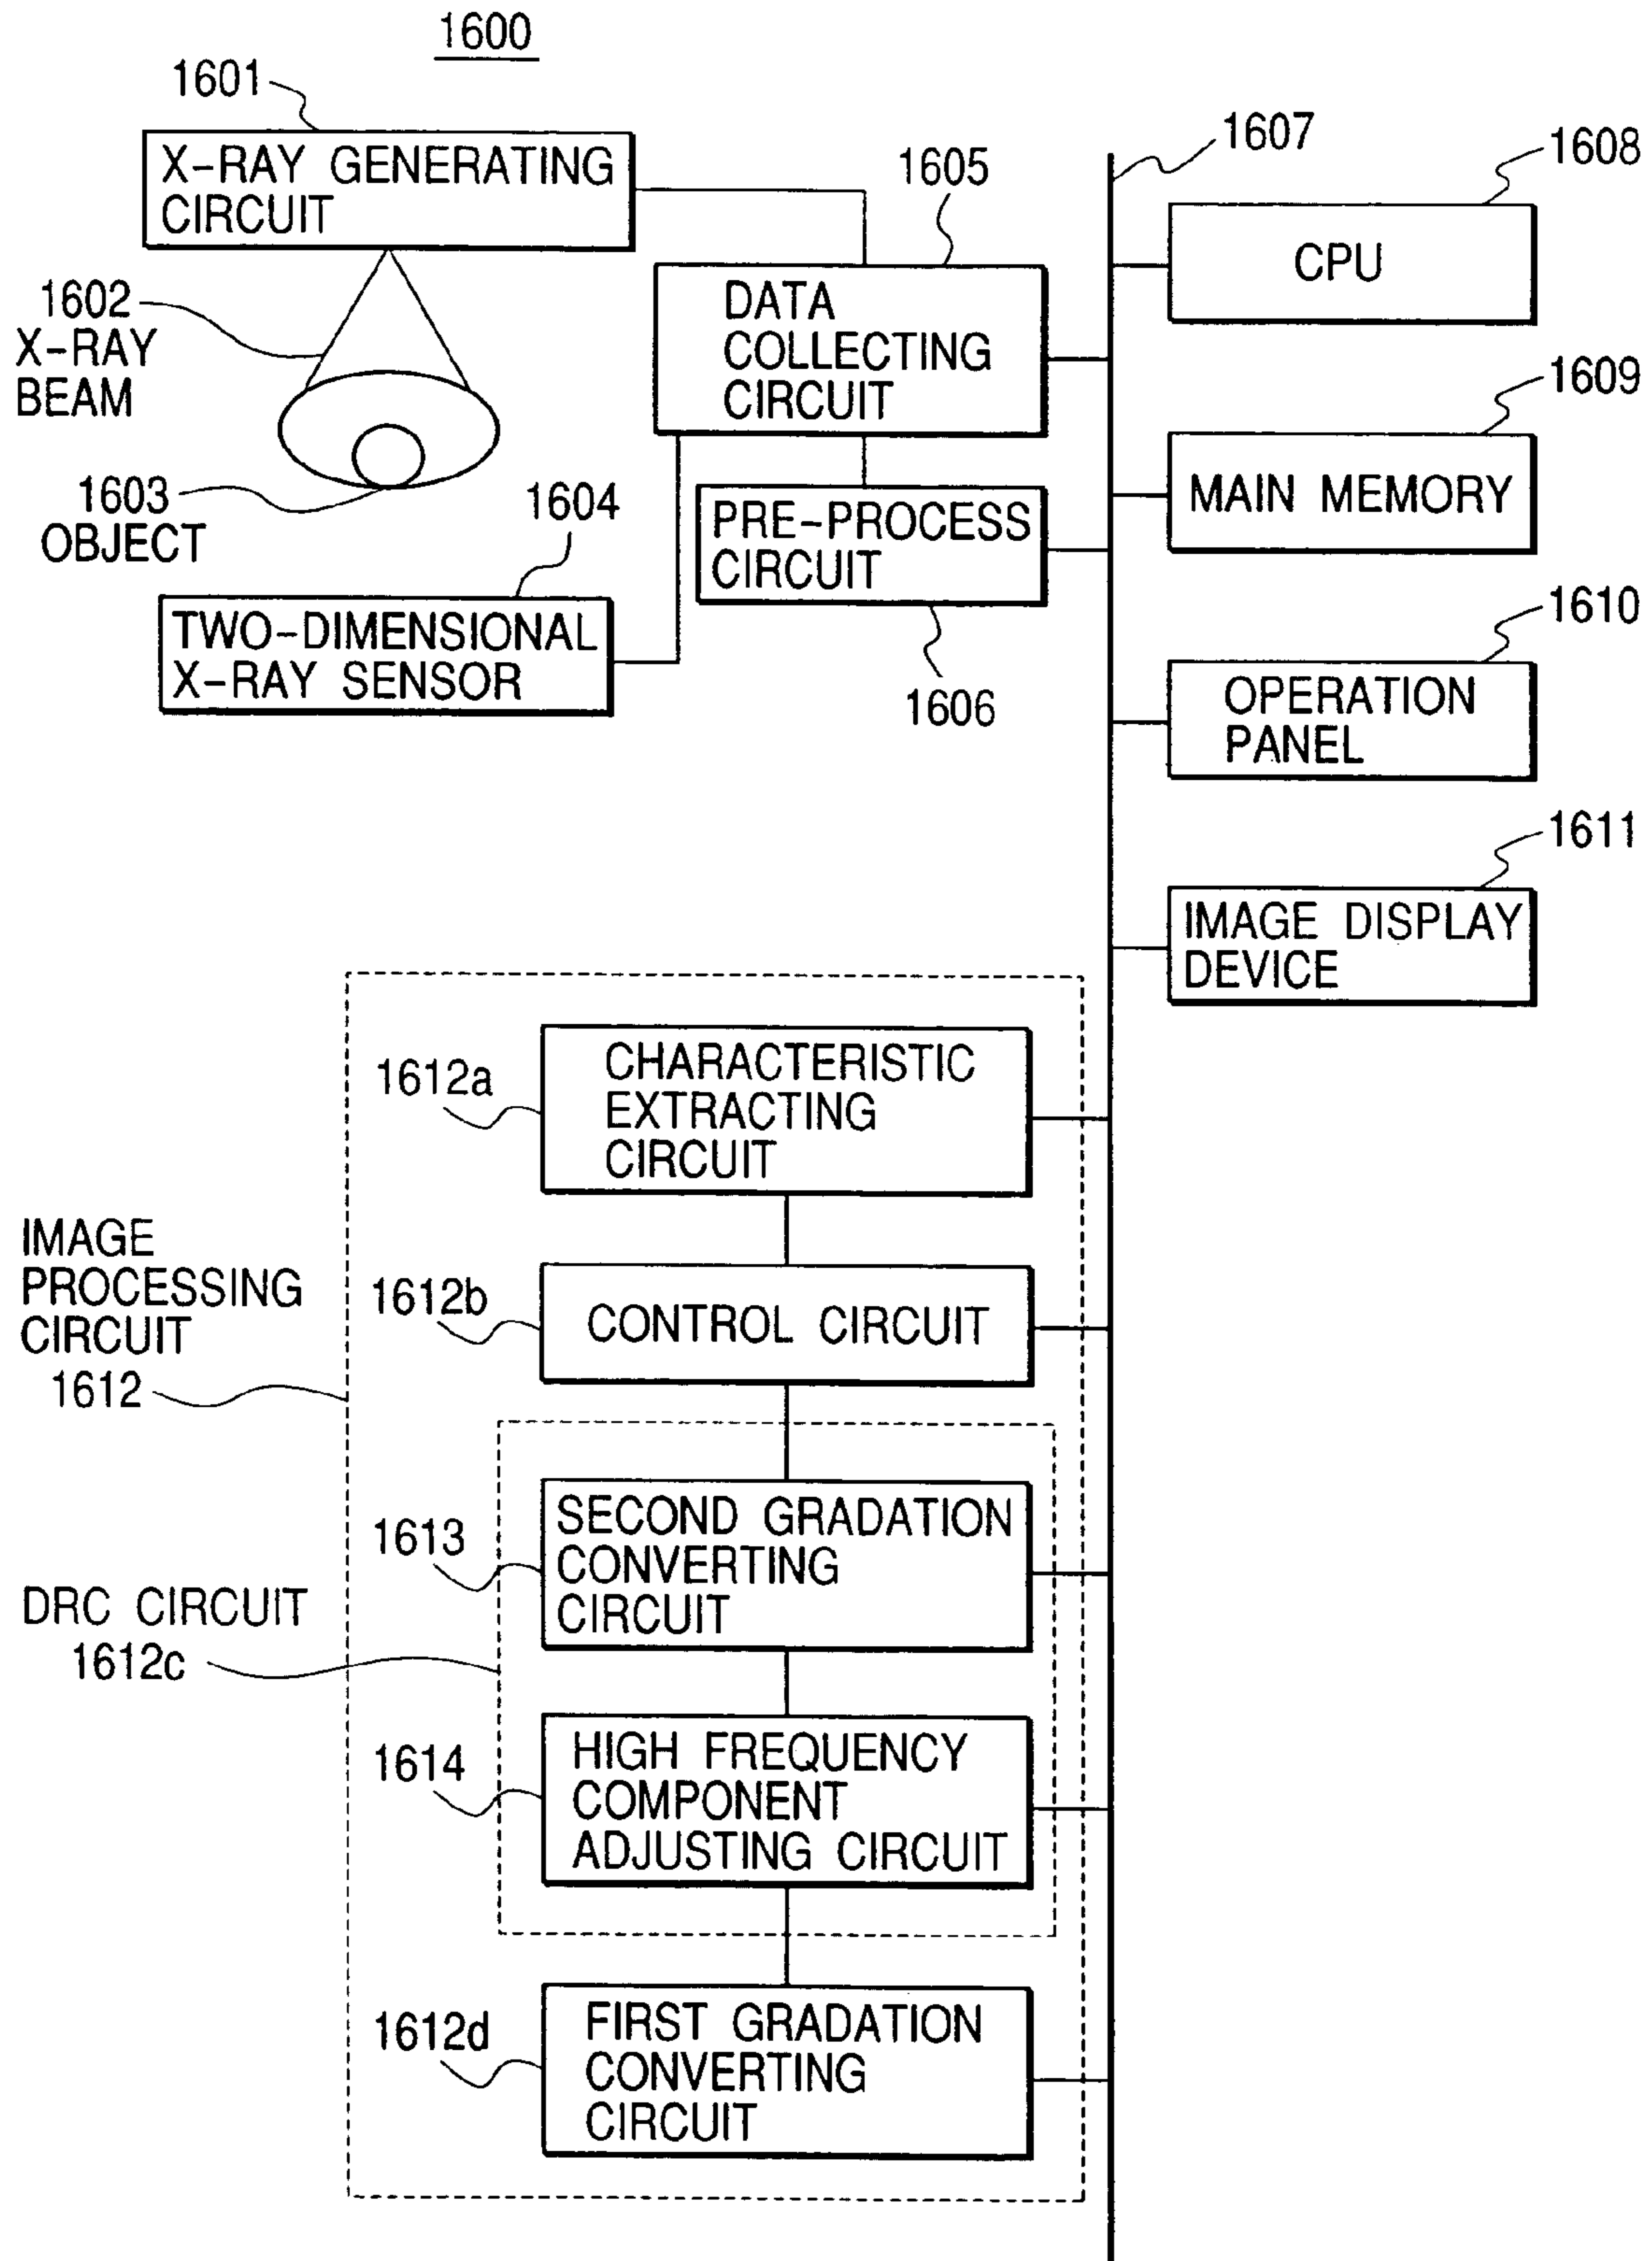 1600
1601
X-RAY GENERATING
CIRCUIT
1602
X-RAY
BEAM
1603
OBJECT
1604
TWO-DIMENSIONAL
X-RAY SENSOR
1605
DATA
COLLECTING
CIRCUIT
PRE-PROCESS
CIRCUIT
1606
1607
1608
CPU
1609
MAIN MEMORY
1610
OPERATION
PANEL
1611
IMAGE DISPLAY
DEVICE
IMAGE
PROCESSING
CIRCUIT
1612
1612a
CHARACTERISTIC
EXTRACTING
CIRCUIT
1612b
CONTROL CIRCUIT
DRC CIRCUIT
1612c
1613
SECOND GRADATION
CONVERTING
CIRCUIT
1614
HIGH FREQUENCY
COMPONENT
ADJUSTING CIRCUIT
1612d
FIRST GRADATION
CONVERTING
CIRCUIT